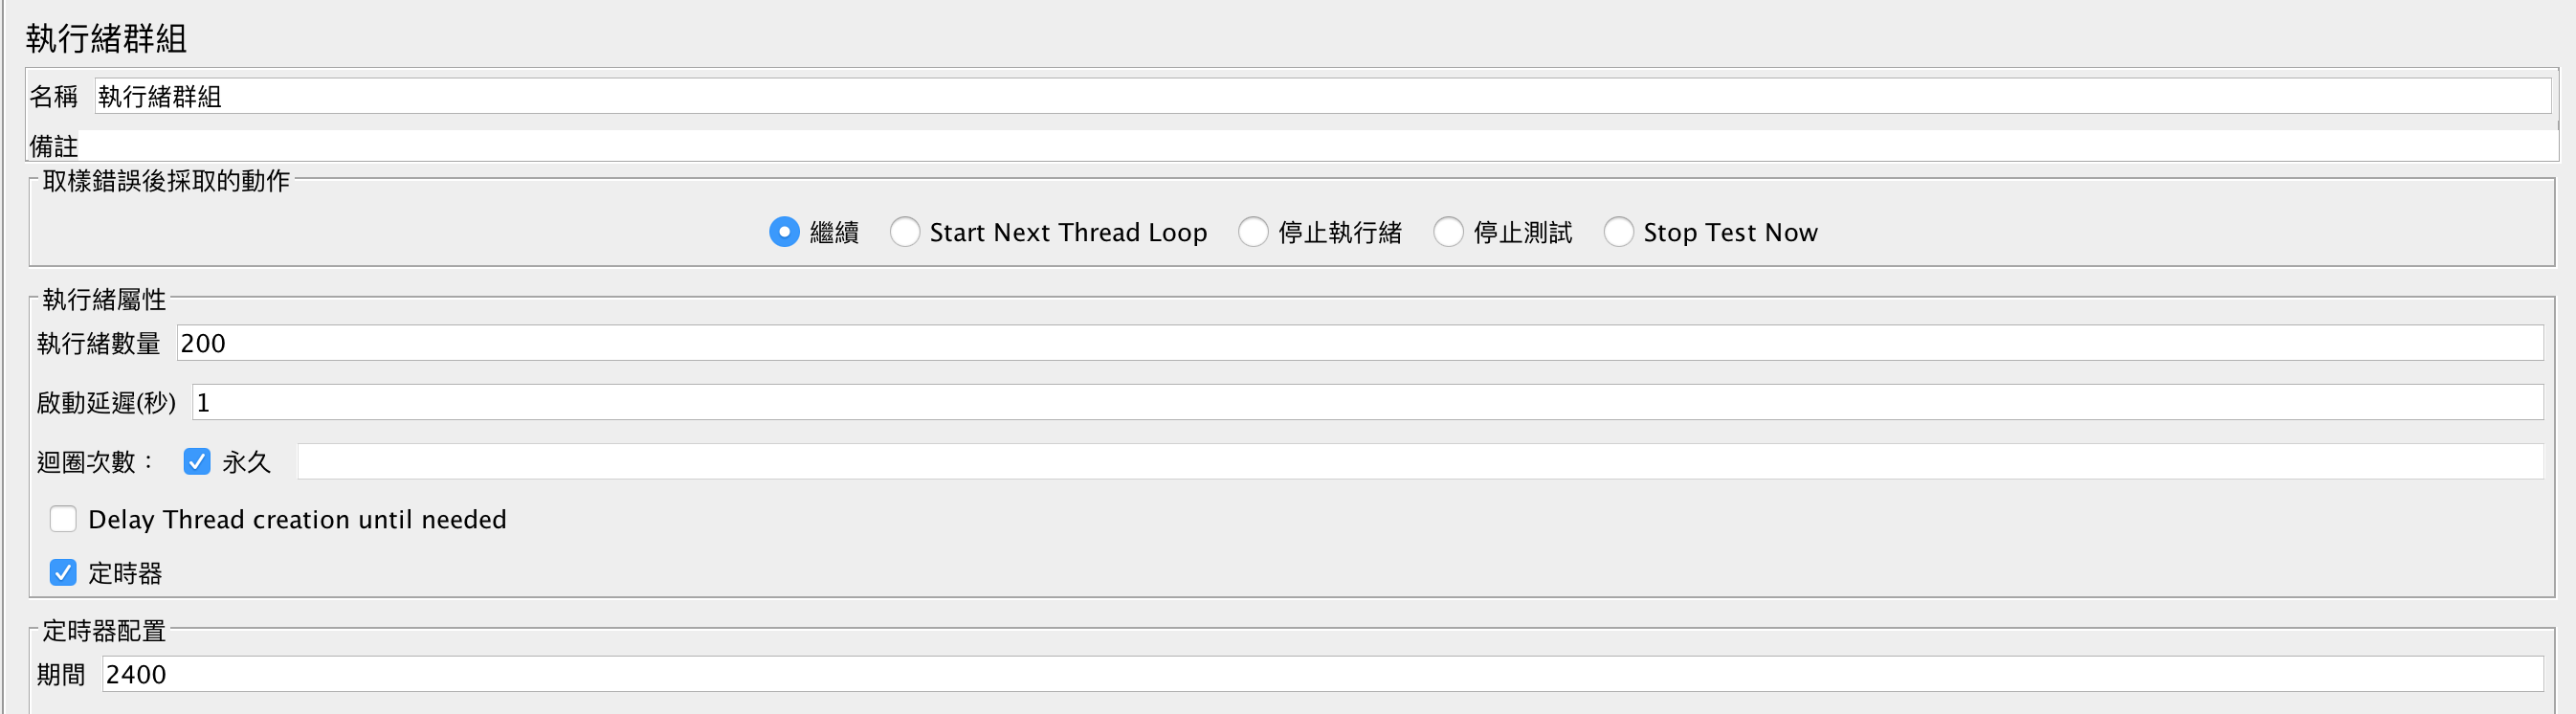 執行緒群組
名稱 執行緒群組
備註
取樣錯誤後採取的動作
繼續 Start Next Thread Loop 停止執行緒 停止測試 Stop Test Now
執行緒屬性
執行緒數量 200
啟動延遲(秒) 1
迴圈次數： 永久
Delay Thread creation until needed
定時器
定時器配置
期間 2400